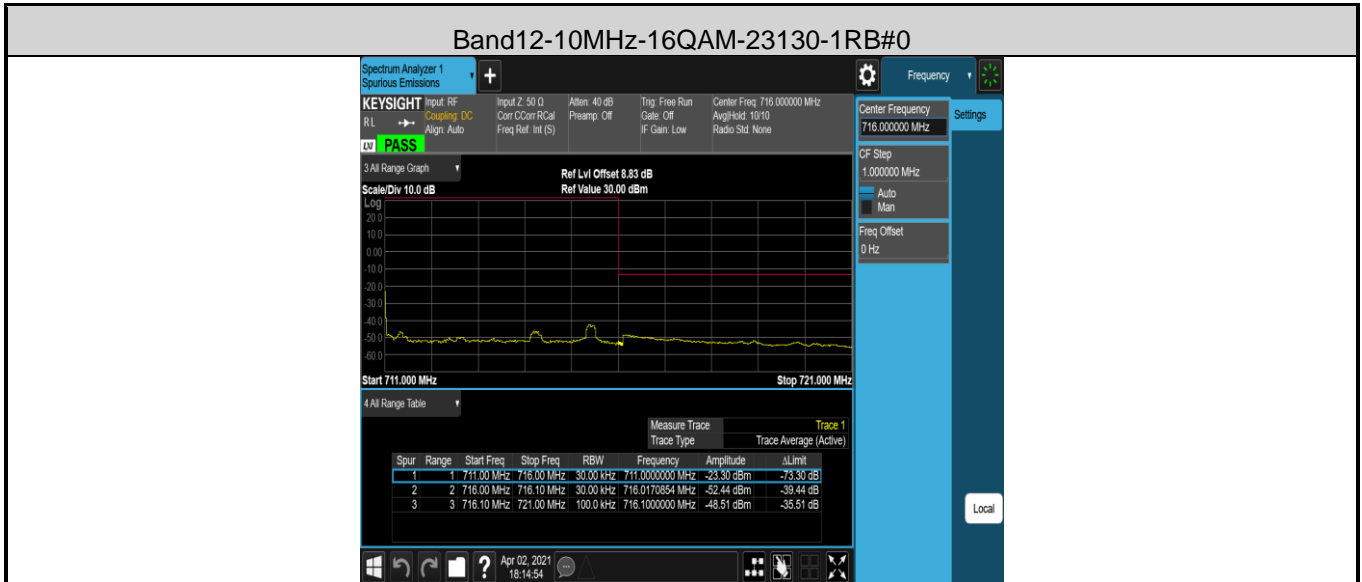 Band12-10MHz-16QAM-23130-1RB#0
Spectrum Analyzer 1
Spurious Emissions
+
Frequency
KEYSIGHT
RL
Input: RF
Coupling: DC
Align: Auto
Input Z: 50 Ω
Corr CCorr RCal
Freq Ref: Int (S)
Atten: 40 dB
Preamp: Off
Trig: Free Run
Gate: Off
IF Gain: Low
Center Freq: 716.000000 MHz
Avg|Hold: 10/10
Radio Std: None
LXI PASS
Center Frequency
716.000000 MHz
Settings
CF Step
1.000000 MHz
Auto
Man
Freq Offset
0 Hz
3 All Range Graph
Ref Lvl Offset 8.83 dB
Scale/Div 10.0 dB Ref Value 30.00 dBm
Log
20.0
10.0
0.00
-10.0
-20.0
-30.0
-40.0
-50.0
-60.0
Start 711.000 MHz Stop 721.000 MHz
4 All Range Table
Measure Trace Trace 1
Trace Type Trace Average (Active)
Spur Range Start Freq Stop Freq RBW Frequency Amplitude ΔLimit
1 1 711.00 MHz 716.00 MHz 30.00 kHz 711.0000000 MHz -23.30 dBm -73.30 dB
2 2 716.00 MHz 716.10 MHz 30.00 kHz 716.0170854 MHz -52.44 dBm -39.44 dB
3 3 716.10 MHz 721.00 MHz 100.0 kHz 716.1000000 MHz -48.51 dBm -35.51 dB
Local
?
Apr 02, 2021
18:14:54